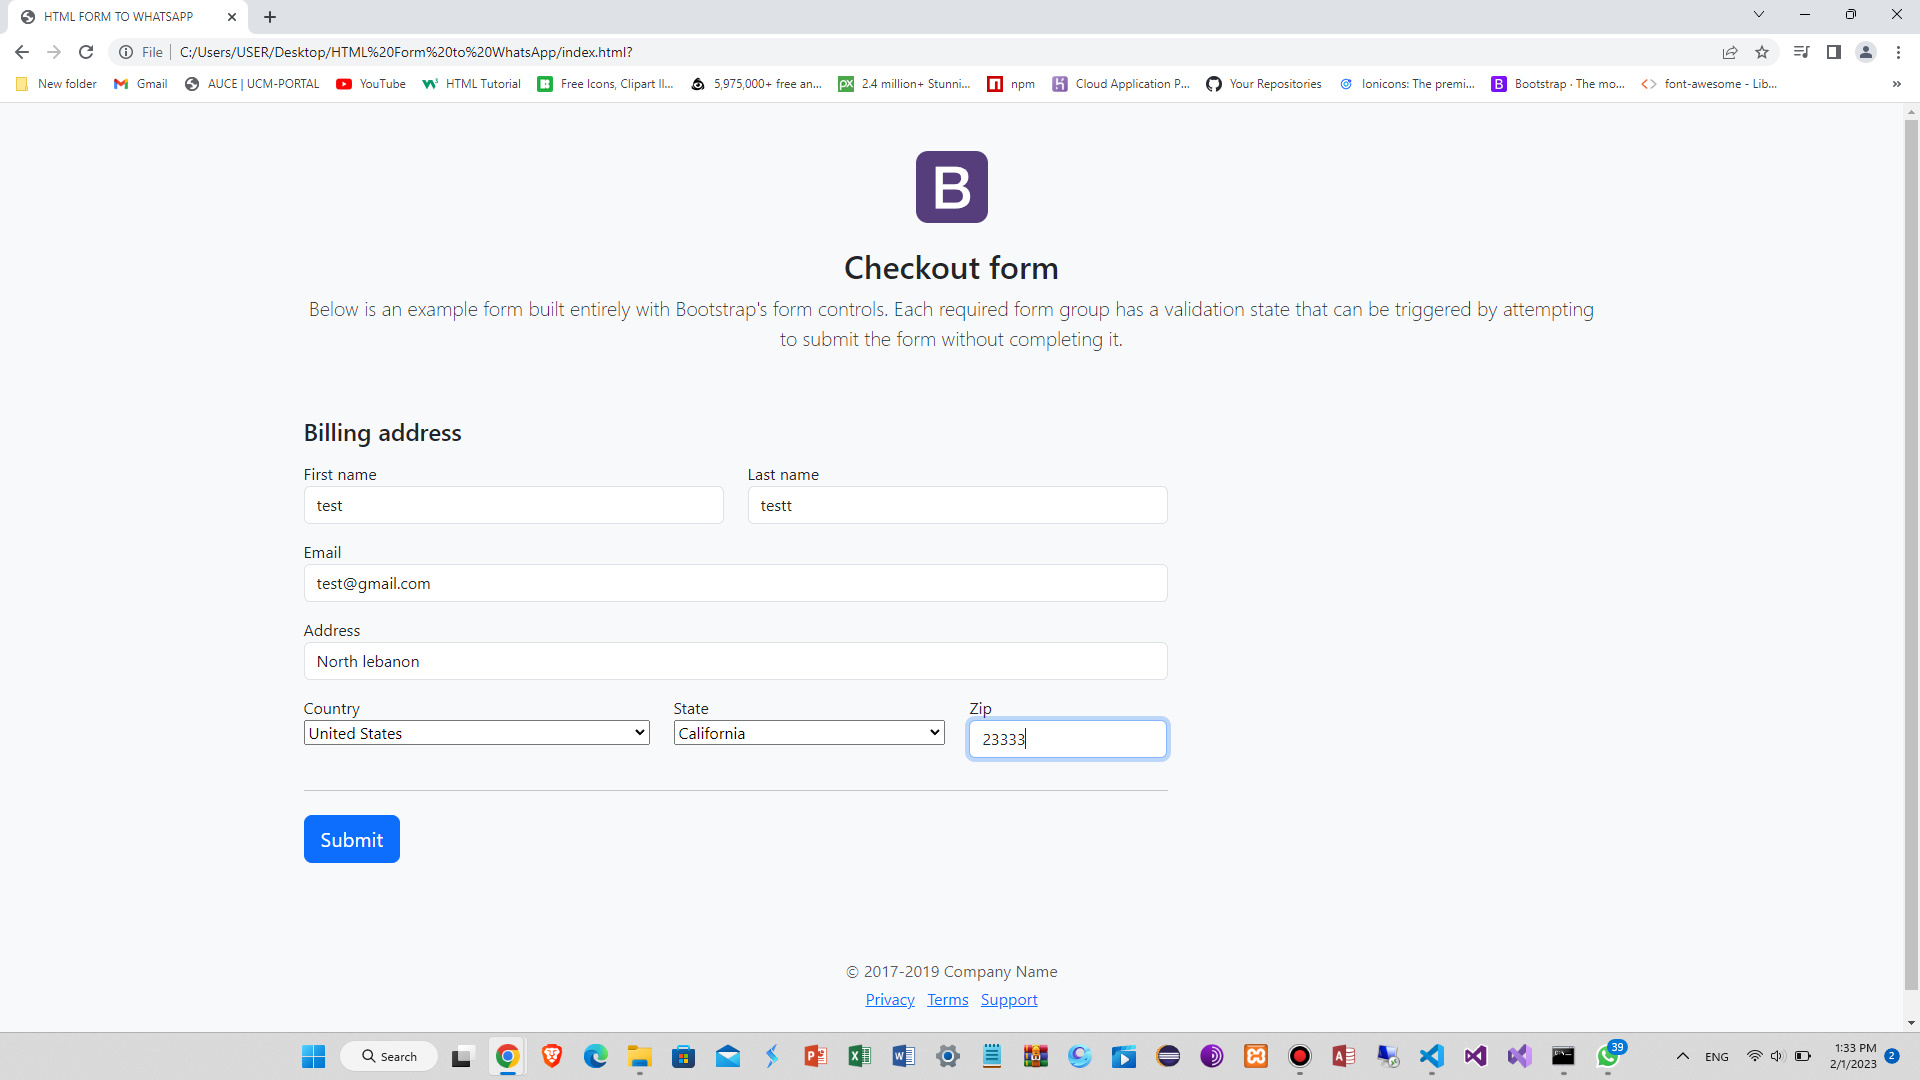 HTML FORM TO WHATSAPP
File C:/Users/USER/Desktop/HTML%20Form%20to%20WhatsApp/index.html?
New folder Gmail AUCE | UCM-PORTAL YouTube HTML Tutorial Free Icons, Clipart Il... 5,975,000+ free an... 2.4 million+ Stunni... npm Cloud Application P... Your Repositories Ionicons: The premi... Bootstrap · The mo... font-awesome - Lib... »
B
Checkout form
Below is an example form built entirely with Bootstrap's form controls. Each required form group has a validation state that can be triggered by attempting
to submit the form without completing it.
Billing address
First name Last name
test testt
Email
test@gmail.com
Address
North lebanon
Country State Zip
United States California 23333
Submit
© 2017-2019 Company Name
Privacy Terms Support
Search 39 ENG 1:33 PM 2
2/1/2023